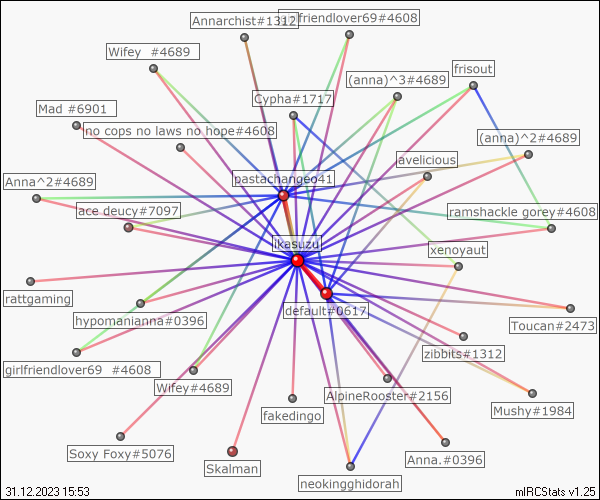 Annarchist#1312
girlfriendlover69#4608
Wifey #4689
frisout
(anna)^3#4689
Cypha#1717
Mad #6901
no cops no laws no hope#4608
(anna)^2#4689
javelicious
Anna^2#4689
pastachangeo41
ace deucy#7097
ramshackle gorey#4608
ikasuzu
xenoyaut
rattgaming
default#0617
hypomanianna#0396
Toucan#2473
zibbits#1312
girlfriendlover69 #4608
Wifey#4689
AlpineRooster#2156
fakedingo
Mushy#1984
Soxy Foxy#5076
Skalman
Anna.#0396
neokingghidorah
31.12.2023 15:53
mIRCStats v1.25